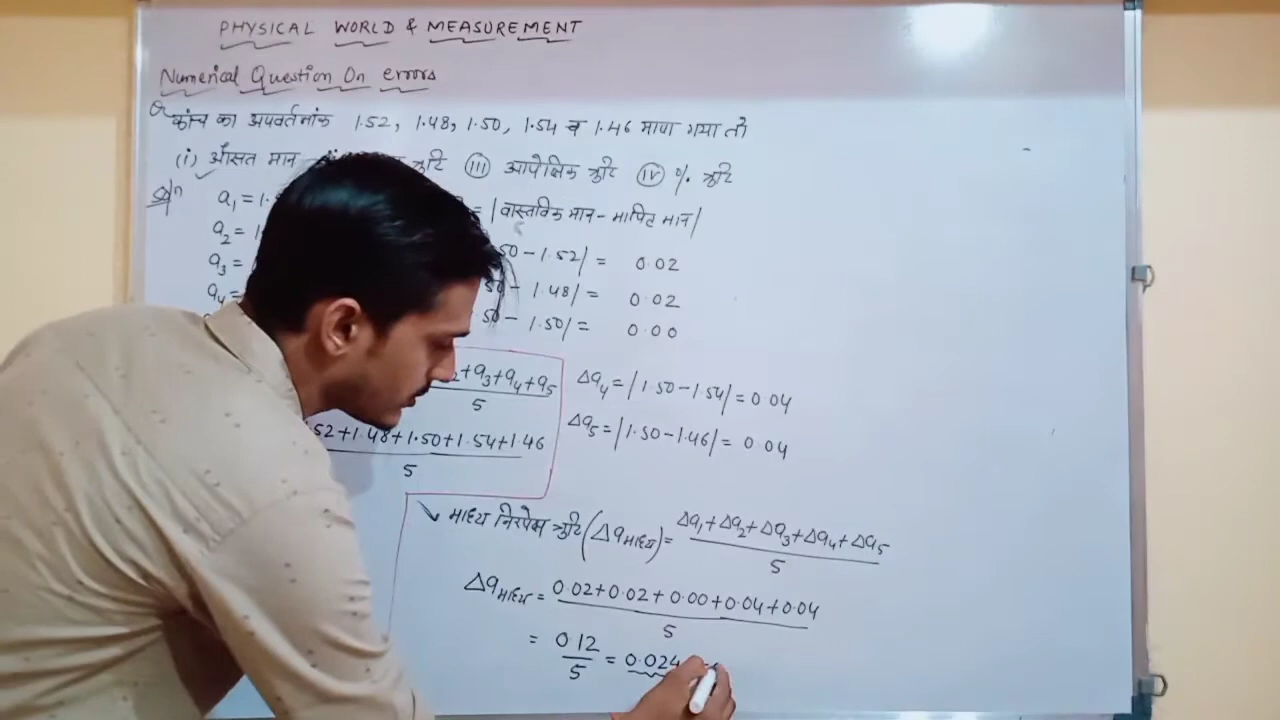 PHYSICAL WORLD & MEASUREMENT
Numerical Question On errors
Q काँच का अपवर्तनांक 1.52, 1.48, 1.50, 1.54 व 1.46 मापा गया तो
(i) औसत मान त्रुटि (III) आपेक्षिक त्रुटि (IV) % त्रुटि
Solⁿ a₁ = 1. = |वास्तविक मान - मापित मान|
a₂ = 1 50 - 1.52| = 0.02
a₃ = 50 - 1.48| = 0.02
a₄ = 50 - 1.50| = 0.00
+ a₃ + a₄ + a₅
5
Δa₄ = |1.50 - 1.54| = 0.04
52 + 1.48 + 1.50 + 1.54 + 1.46
5
Δa₅ = |1.50 - 1.46| = 0.04
माध्य निरपेक्ष त्रुटि (Δaमाध्य) = Δa₁ + Δa₂ + Δa₃ + Δa₄ + Δa₅
5
Δaमाध्य = 0.02 + 0.02 + 0.00 + 0.04 + 0.04
5
= 0.12
5
= 0.024